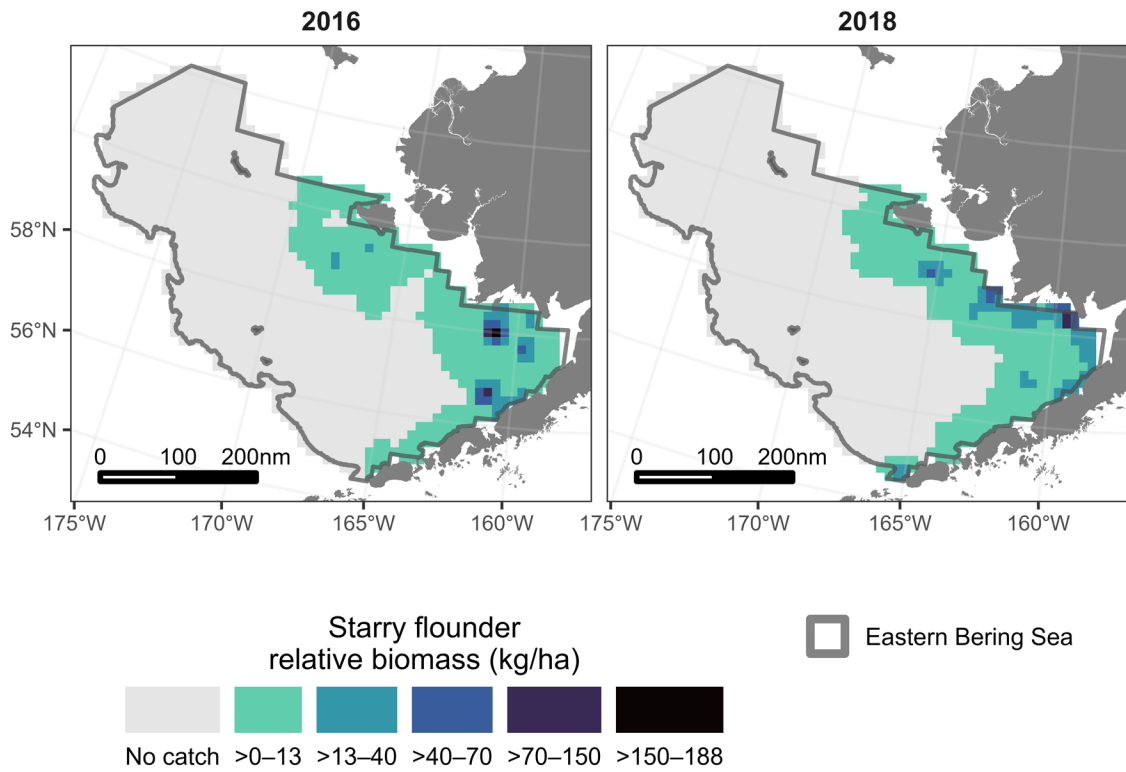 2016
2018
58°N
56°N
54°N
0 100 200nm
0 100 200nm
175°W 170°W 165°W 160°W 175°W 170°W 165°W 160°W
Starry flounder
relative biomass (kg/ha)
Eastern Bering Sea
No catch >0–13 >13–40 >40–70 >70–150 >150–188